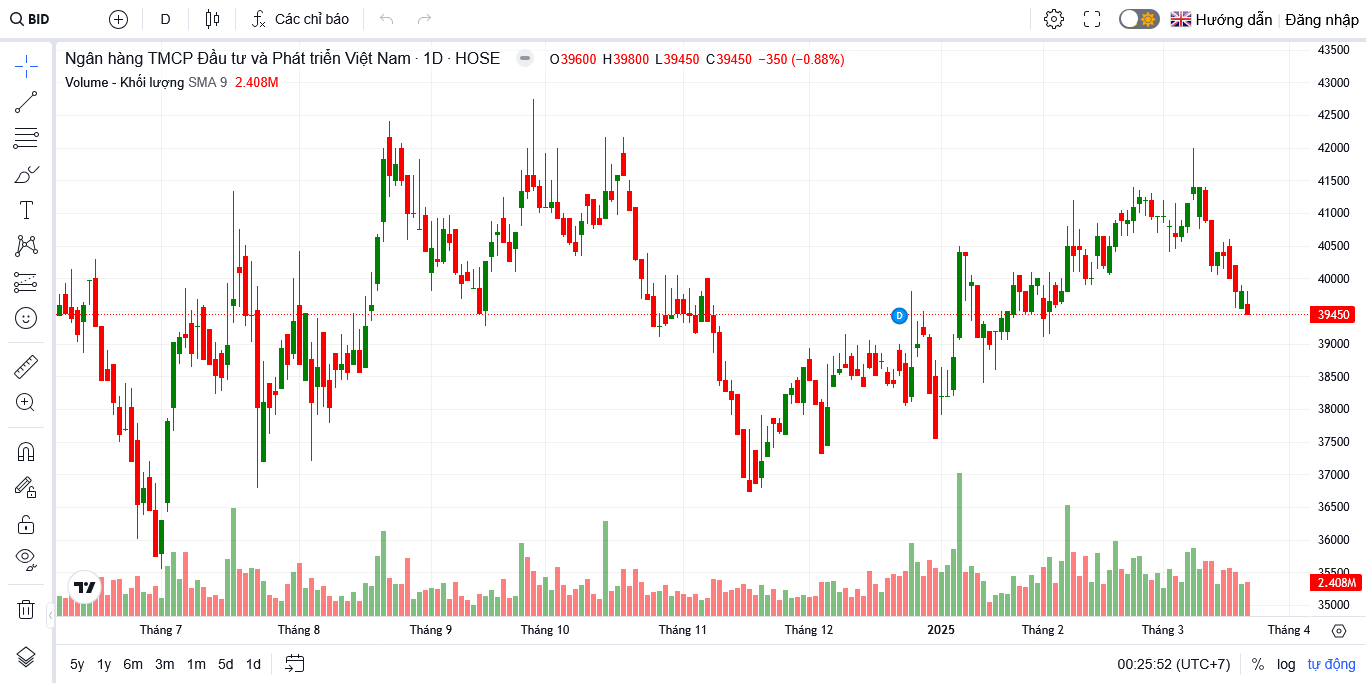 BID D Các chỉ báo Hướng dẫn Đăng nhập
Ngân hàng TMCP Đầu tư và Phát triển Việt Nam · 1D · HOSE O39600 H39800 L39450 C39450 −350 (−0.88%)
Volume - Khối lượng SMA 9 2.408M
43500
43000
42500
42000
41500
41000
40500
40000
39450
39000
38500
38000
37500
37000
36500
36000
35500
2.408M
35000
D
Tháng 7 Tháng 8 Tháng 9 Tháng 10 Tháng 11 Tháng 12 2025 Tháng 2 Tháng 3 Tháng 4
5y 1y 6m 3m 1m 5d 1d 00:25:52 (UTC+7) % log tự động